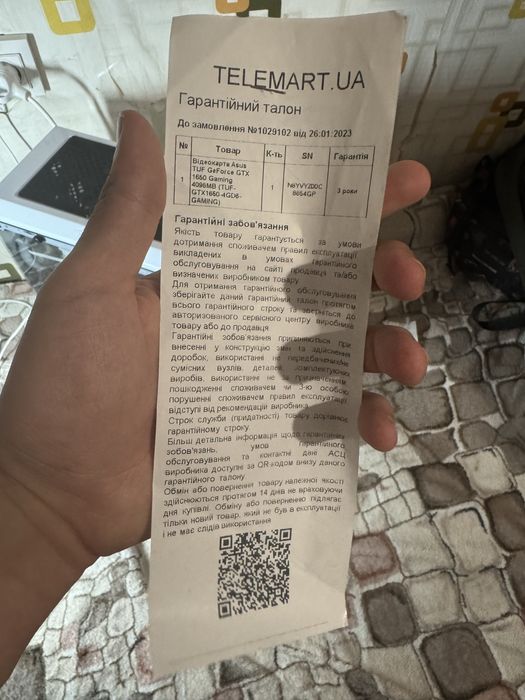 TELEMART.UA
Гарантійний талон
До замовлення №1029102 від 26.01.2023
№ Товар К-ть SN Гарантія
1 Відеокарта Asus TUF GeForce GTX 1650 Gaming 4096MB (TUF-GTX1650-4GD6-GAMING) 1 N8YVYZ00C8654GP 3 роки
Гарантійні забов'язання
Якість товару гарантується за умови
дотримання споживачем правил експлуатації
викладених в умовах гарантійного
обслуговування на сайті продавця та/або
визначених виробником товару
Для отримання гарантійного обслуговування
зберігайте даний гарантійний талон протягом
всього гарантійного строку та зверніться до
авторизованого сервісного центру виробника
товару або до продавця
Гарантійні зобов'язання припиняються при
внесенні у конструкцію змін та здійснення
доробок, використанні не передбачених/не
сумісних вузлів, деталей, комплектуючих
виробів, використанні не за призначенням,
пошкодженні споживачем чи 3-ю особою
порушенні споживачем правил експлуатації
відступі від рекомендацій виробника
Строк служби (придатності) товару дорівнює
гарантійному строку.
Більш детальна інформація щодо гарантійних
зобов'язань, умов гарантійного
обслуговування та контактні дані АСЦ
виробника доступні за QR-кодом внизу даного
гарантійного талону
Обмін або повернення товару належної якості
здійснюються протягом 14 днів не враховуючи
дня купівлі. Обміну або поверненню підлягає
тільки новий товар, який не був в експлуатації
і не має слідів використання